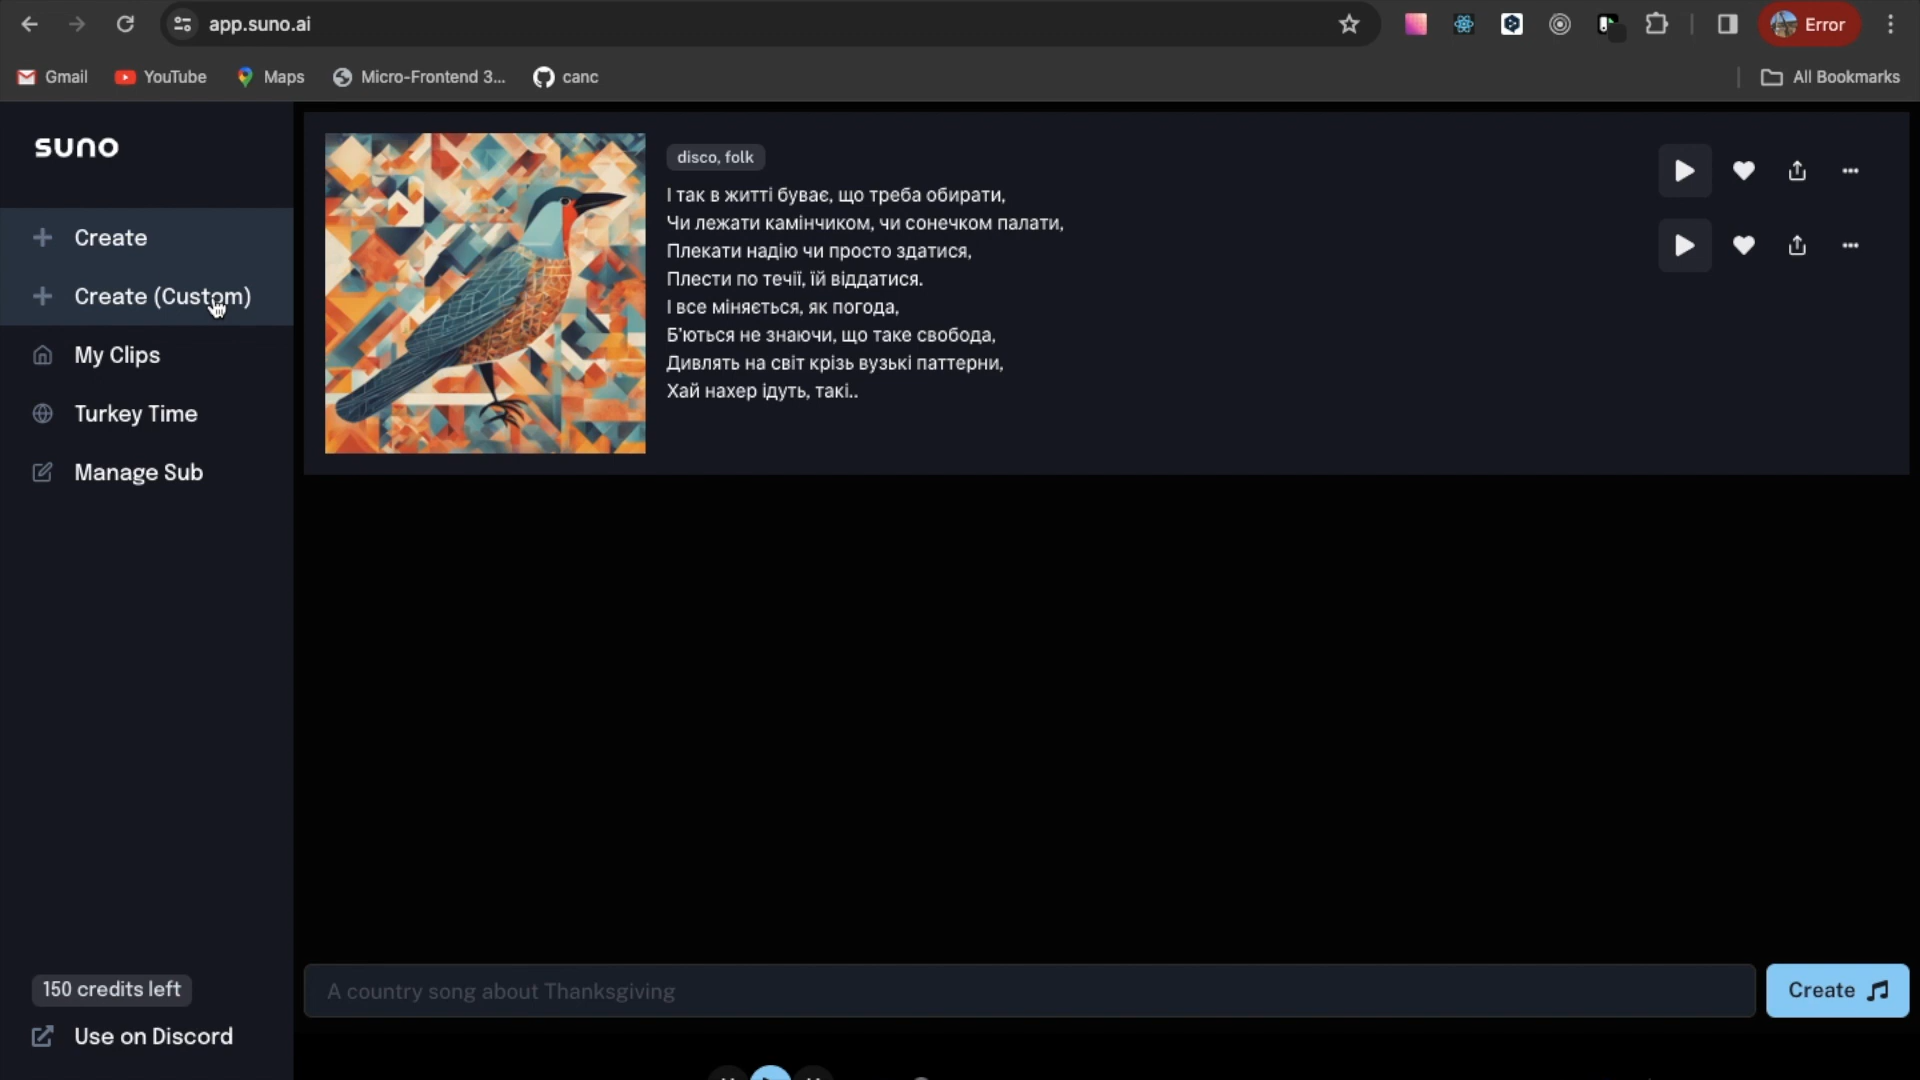 app.suno.ai
Error
Gmail
YouTube
Maps
Micro-Frontend 3...
canc
All Bookmarks
suno
Create
Create (Custom)
My Clips
Turkey Time
Manage Sub
150 credits left
Use on Discord
disco, folk
І так в житті буває, що треба обирати,
Чи лежати камінчиком, чи сонечком палати,
Плекати надію чи просто здатися,
Плести по течії, їй віддатися.
І все міняється, як погода,
Б'ються не знаючи, що таке свобода,
Дивлять на світ крізь вузькі паттерни,
Хай нахер ідуть, такі..
A country song about Thanksgiving
Create